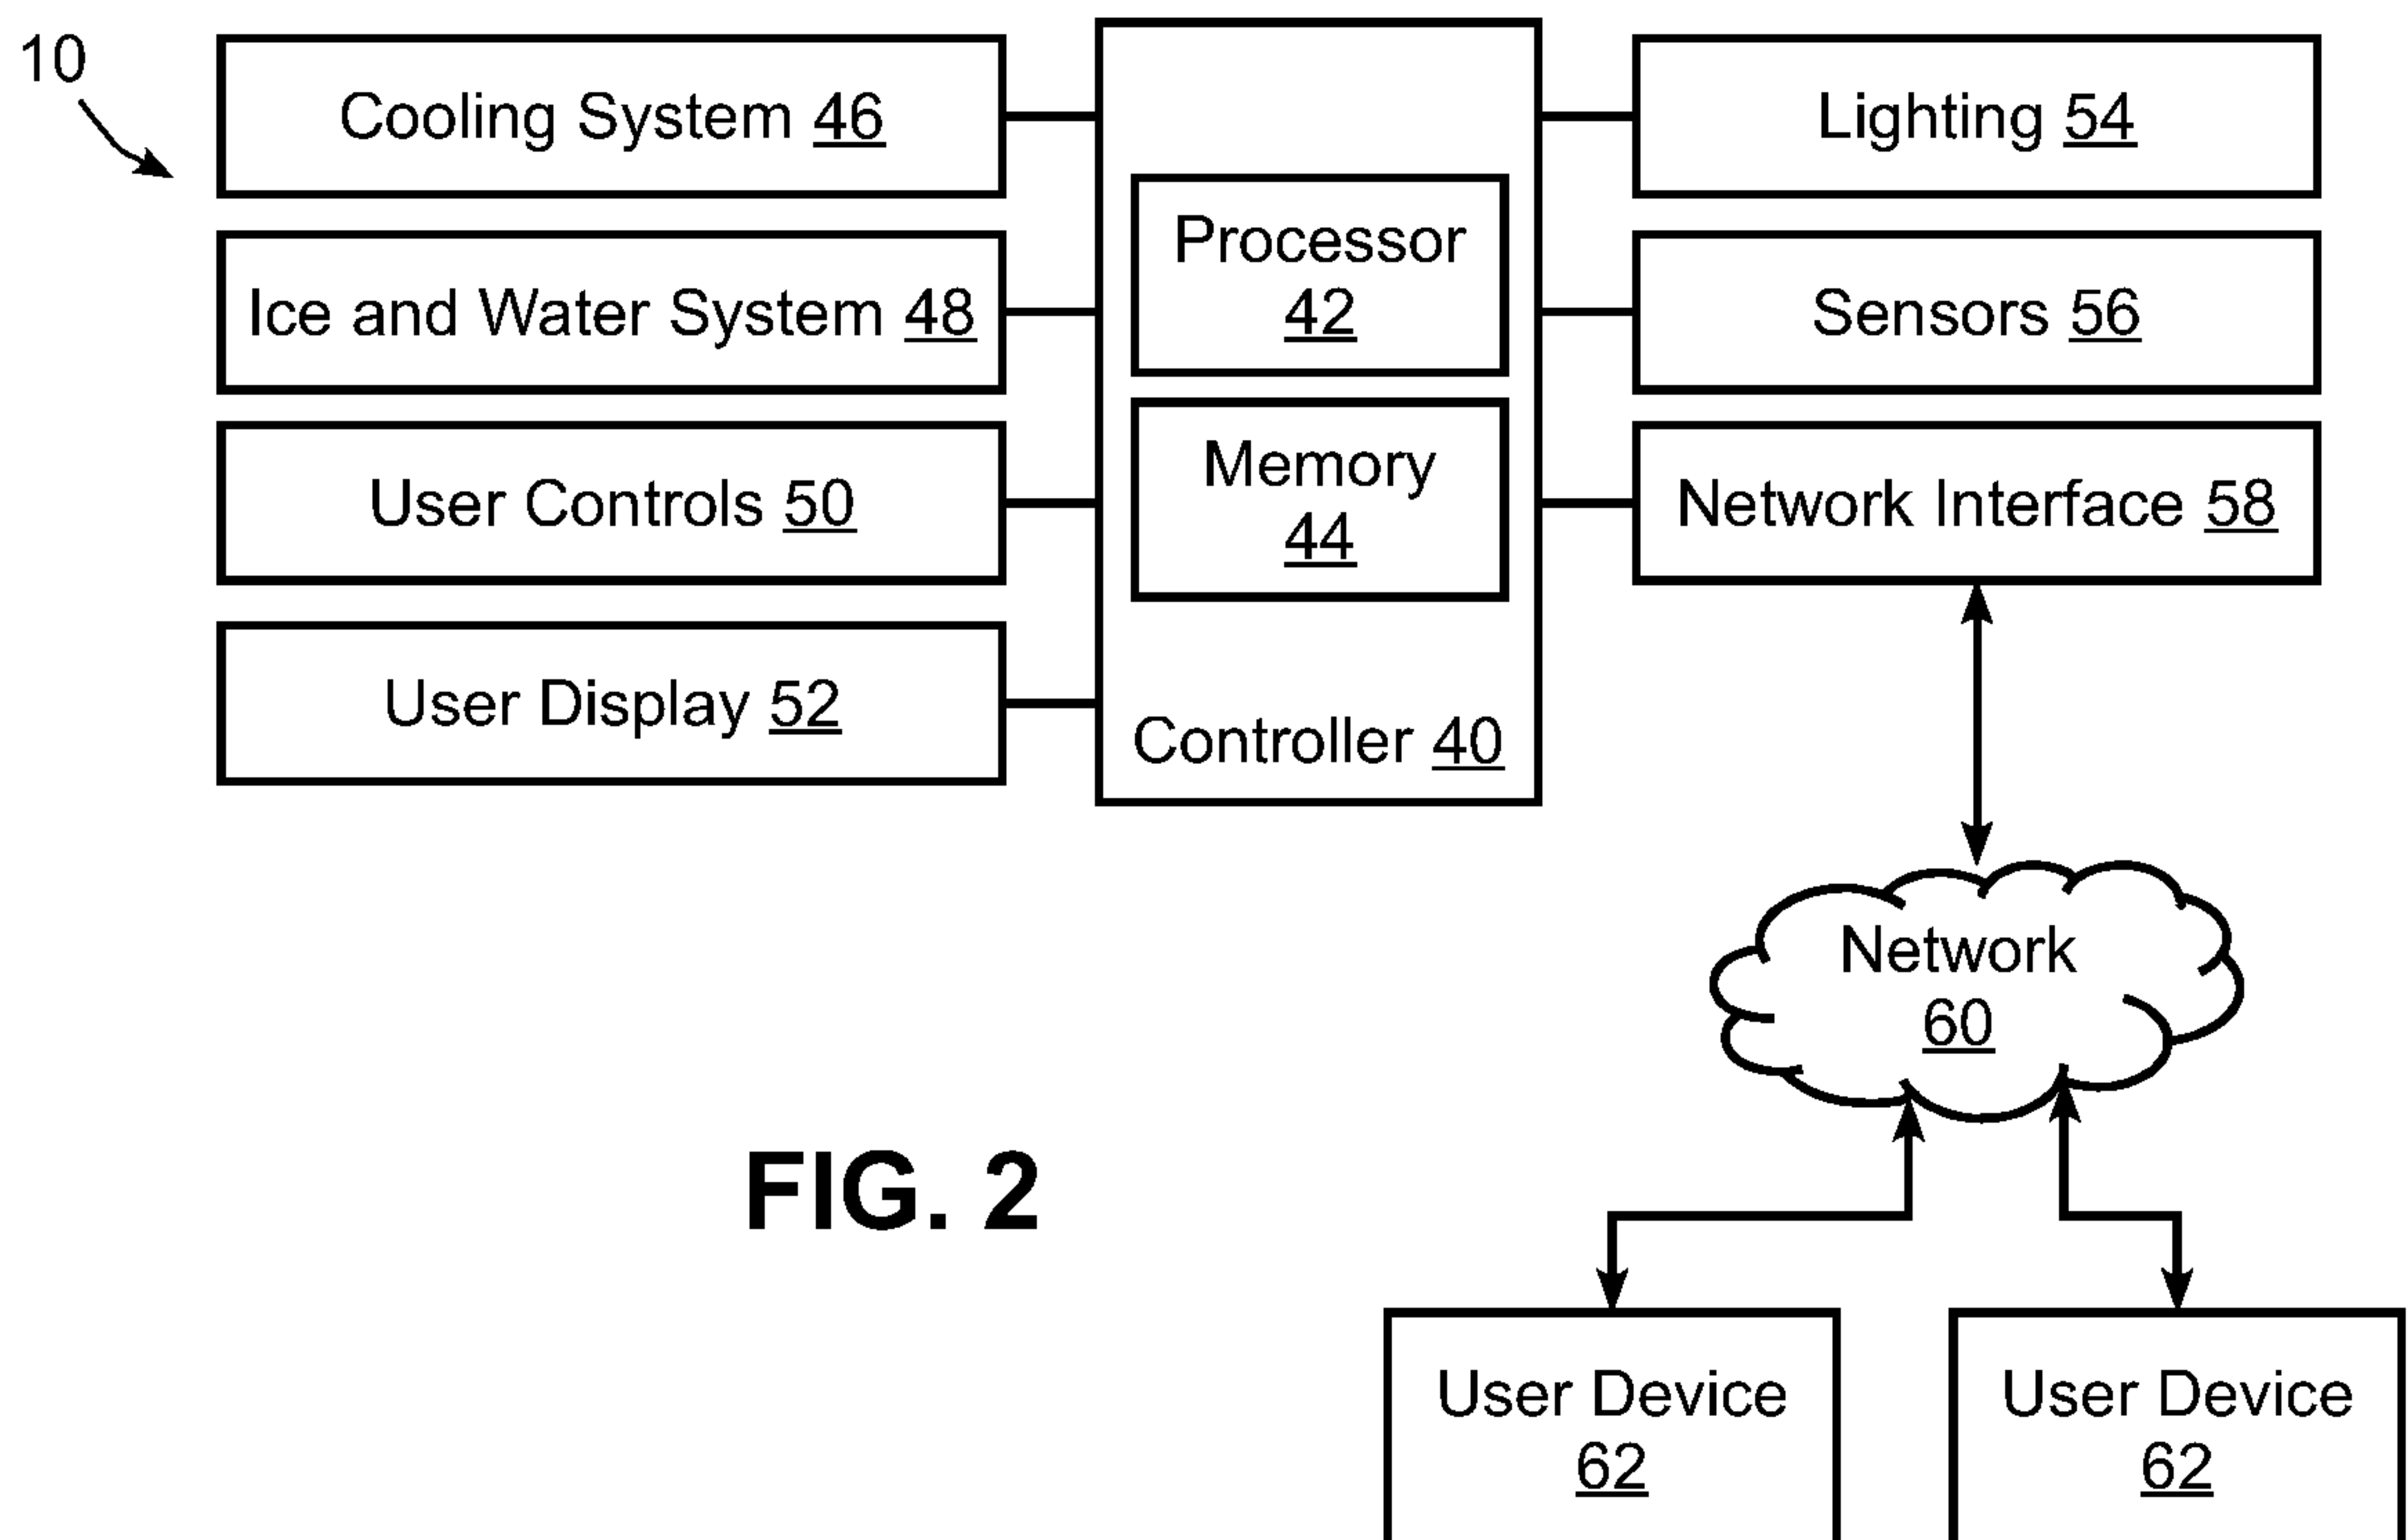 10
Cooling System 46
Ice and Water System 48
User Controls 50
User Display 52
Processor
42
Memory
44
Controller 40
Lighting 54
Sensors 56
Network Interface 58
Network
60
FIG. 2
User Device
62
User Device
62